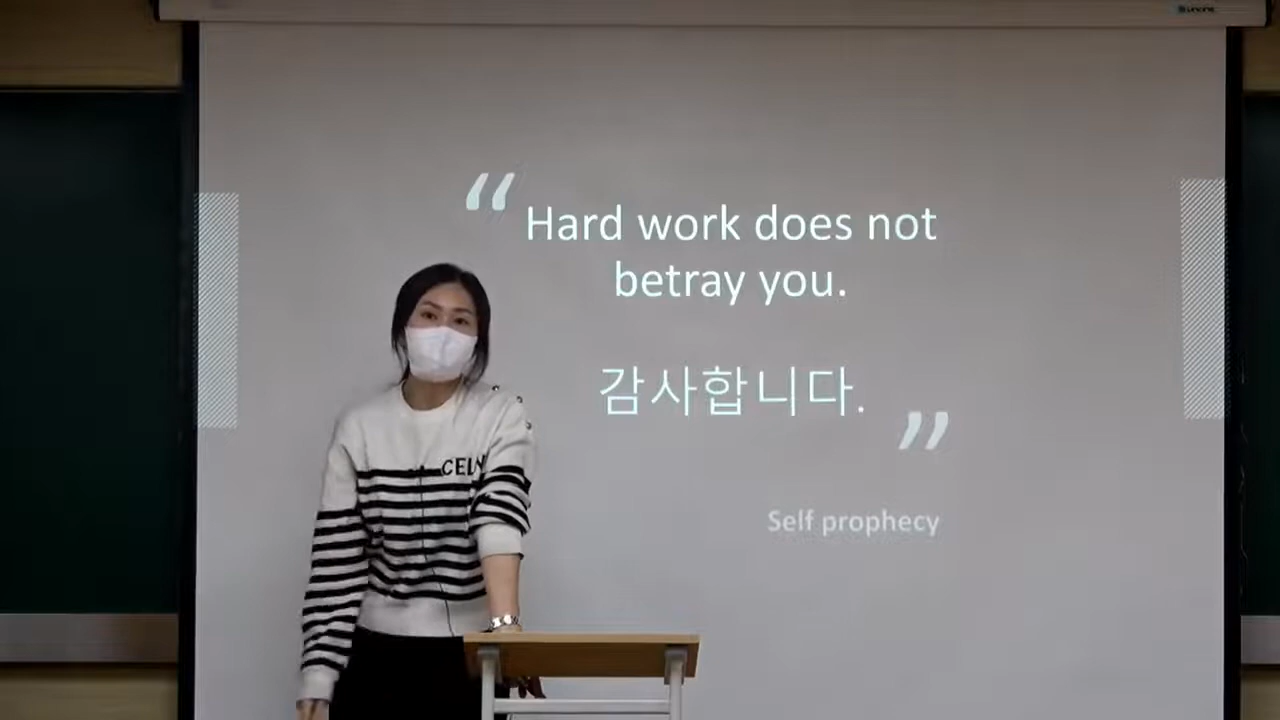 “ Hard work does not
betray you.
감사합니다. ”
Self prophecy